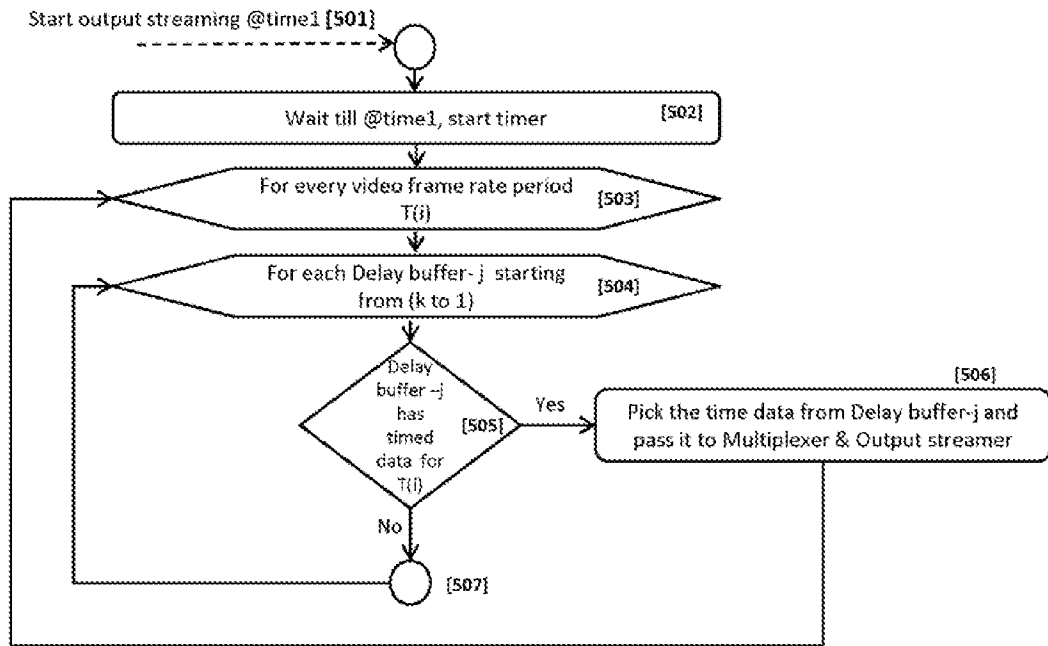 Start output streaming @time1 [501]
Wait till @time1, start timer
[502]
For every video frame rate period
T(i)
[503]
For each Delay buffer- j starting
from (k to 1)
[504]
Delay
buffer –j
has
timed
data for
T(i)
[505]
Yes
[506]
Pick the time data from Delay buffer-j and
pass it to Multiplexer & Output streamer
No
[507]